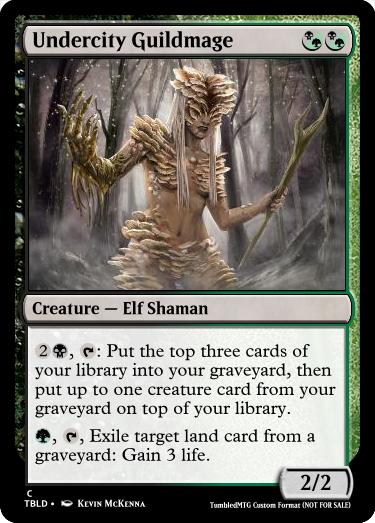 Undercity Guildmage
Creature — Elf Shaman
2, : Put the top three cards of
your library into your graveyard, then
put up to one creature card from your
graveyard on top of your library.
, , Exile target land card from a
graveyard: Gain 3 life.
2/2
C
TBLD • Kevin McKenna
TumbledMTG Custom Format (NOT FOR SALE)